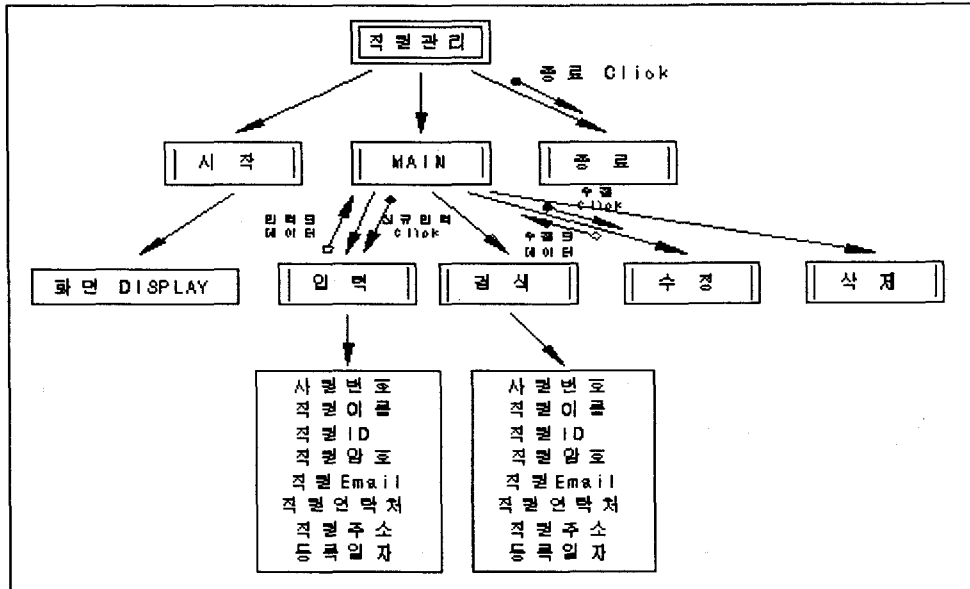 직원관리
종료 Click
시 작
MAIN
종 료
수정
Click
입력된
데이터
신규입력
Click
수정된
데이터
화면 DISPLAY
입 력
검 색
수 정
삭 제
사원번호
직원이름
직원ID
직원암호
직원Email
직원연락처
직원주소
등록일자
사원번호
직원이름
직원ID
직원암호
직원Email
직원연락처
직원주소
등록일자